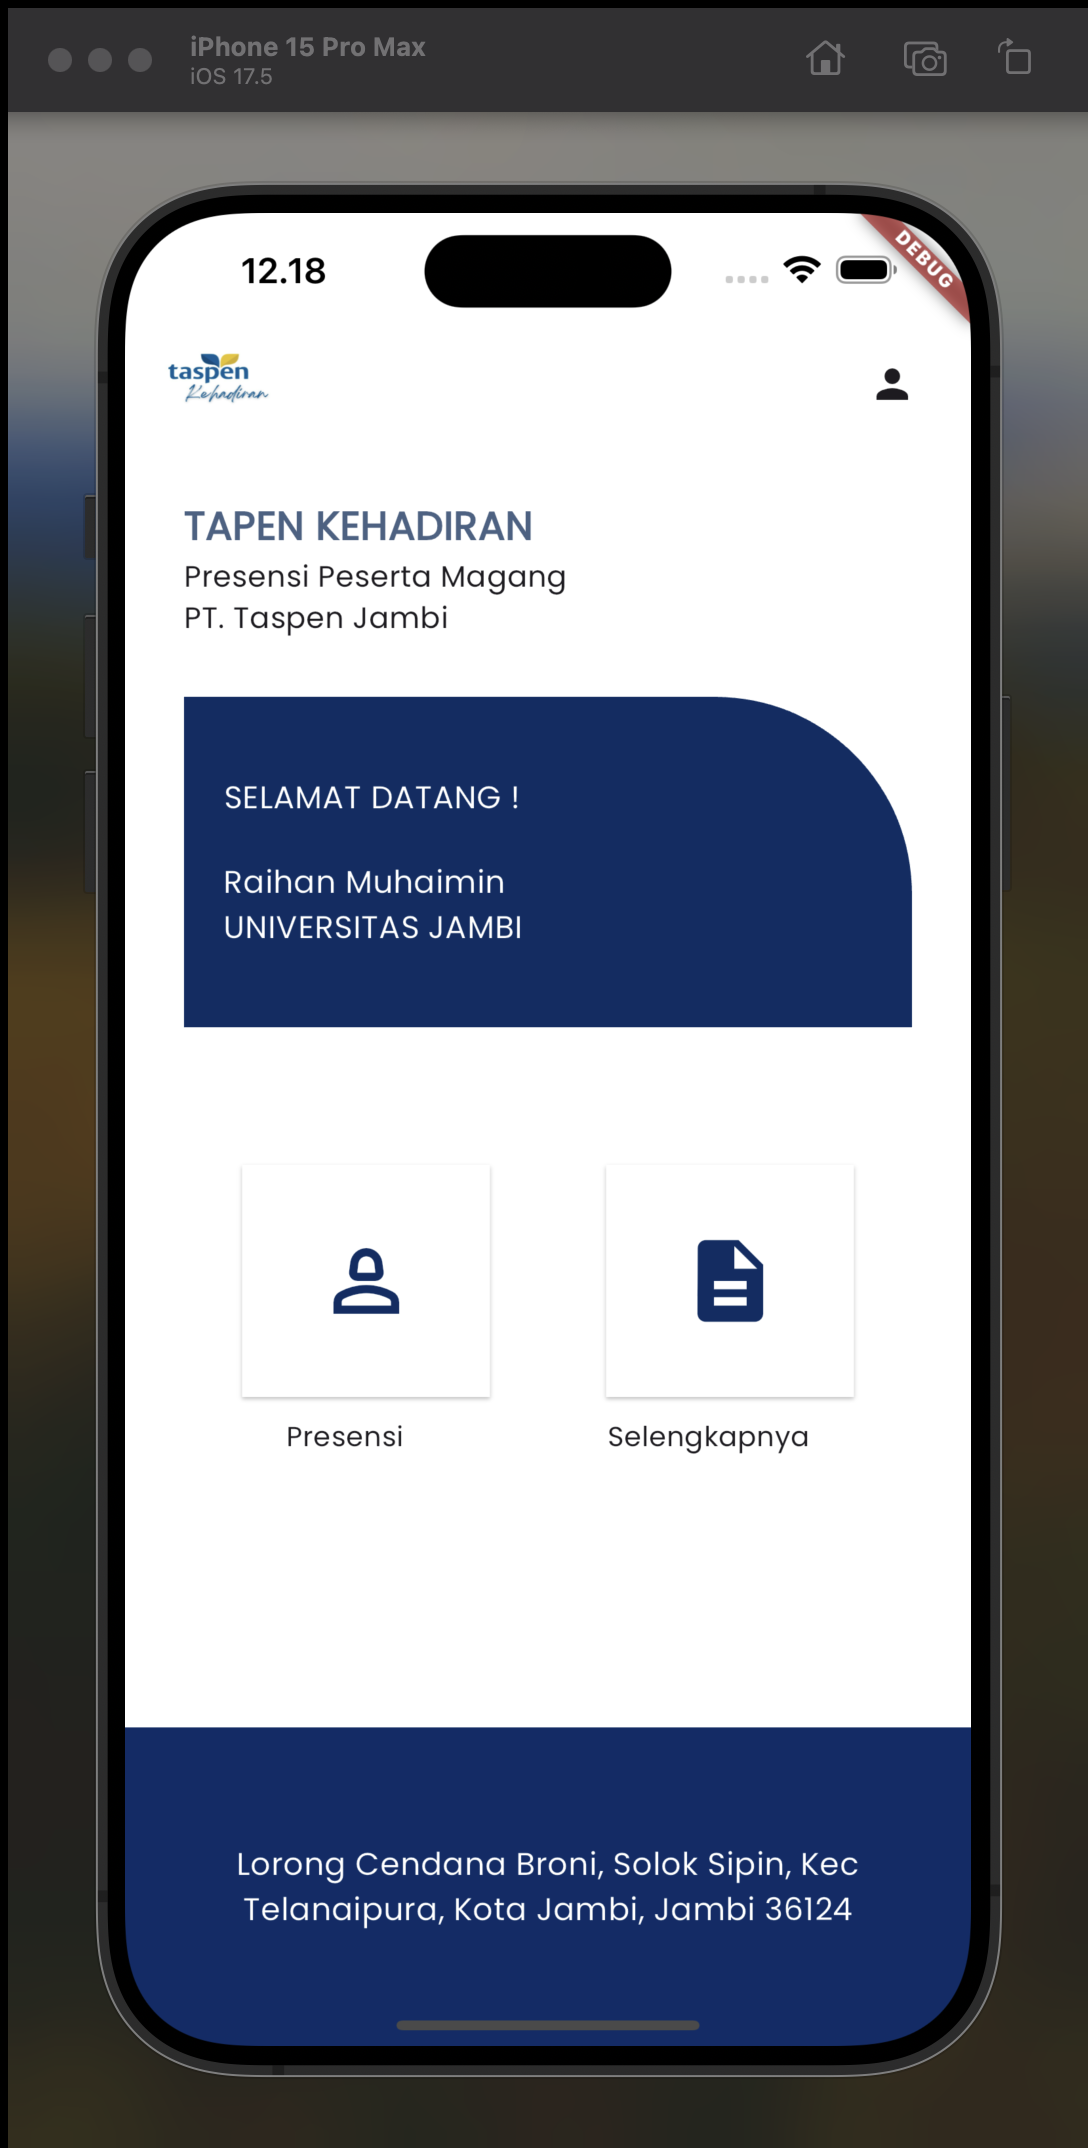 iPhone 15 Pro Max
iOS 17.5
12.18
DEBUG
taspen
Kehadiran
TAPEN KEHADIRAN
Presensi Peserta Magang
PT. Taspen Jambi
SELAMAT DATANG !
Raihan Muhaimin
UNIVERSITAS JAMBI
Presensi
Selengkapnya
Lorong Cendana Broni, Solok Sipin, Kec
Telanaipura, Kota Jambi, Jambi 36124